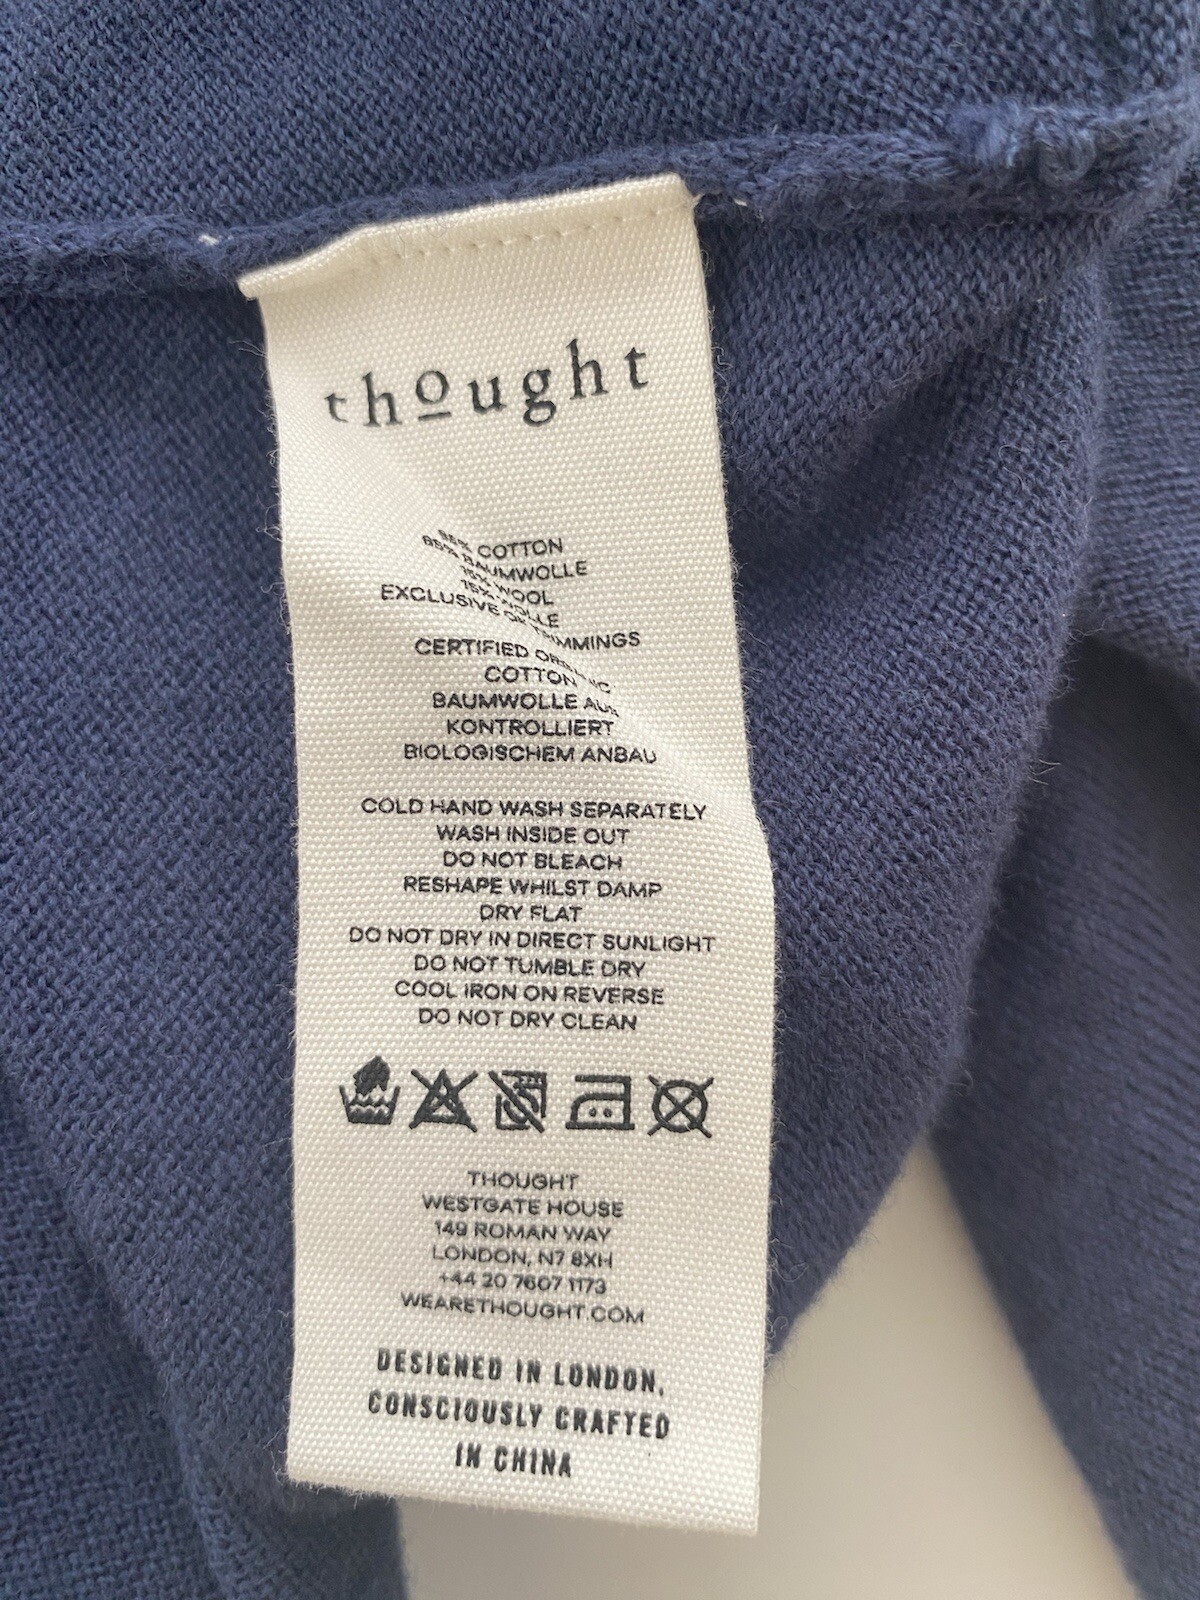 thought
85% COTTON
85% BAUMWOLLE
15% WOOL
15% WOLLE
EXCLUSIVE OF TRIMMINGS
CERTIFIED ORGANIC
COTTON
BAUMWOLLE AUS
KONTROLLIERT
BIOLOGISCHEM ANBAU
COLD HAND WASH SEPARATELY
WASH INSIDE OUT
DO NOT BLEACH
RESHAPE WHILST DAMP
DRY FLAT
DO NOT DRY IN DIRECT SUNLIGHT
DO NOT TUMBLE DRY
COOL IRON ON REVERSE
DO NOT DRY CLEAN
THOUGHT
WESTGATE HOUSE
149 ROMAN WAY
LONDON, N7 8XH
+44 20 7607 1173
WEARETHOUGHT.COM
DESIGNED IN LONDON,
CONSCIOUSLY CRAFTED
IN CHINA